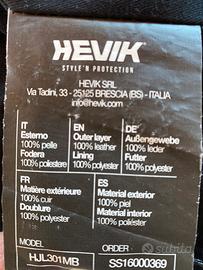 HEVIK
STYLE'N PROTECTION
HEVIK SRL
Via Tadini, 33 - 25125 BRESCIA (BS) - ITALIA
info@hevik.com
IT
Esterno
100% pelle
Fodera
100% poliestere
EN
Outer layer
100% leather
Lining
100% polyester
DE
Außengewebe
100% leder
Futter
100% polyester
FR
Matière extérieure
100% cuir
Doublure
100% polyester
ES
Material exterior
100% piel
Material interior
100% poliéster
MODEL
HJL301MB
ORDER
SS16000369
subito